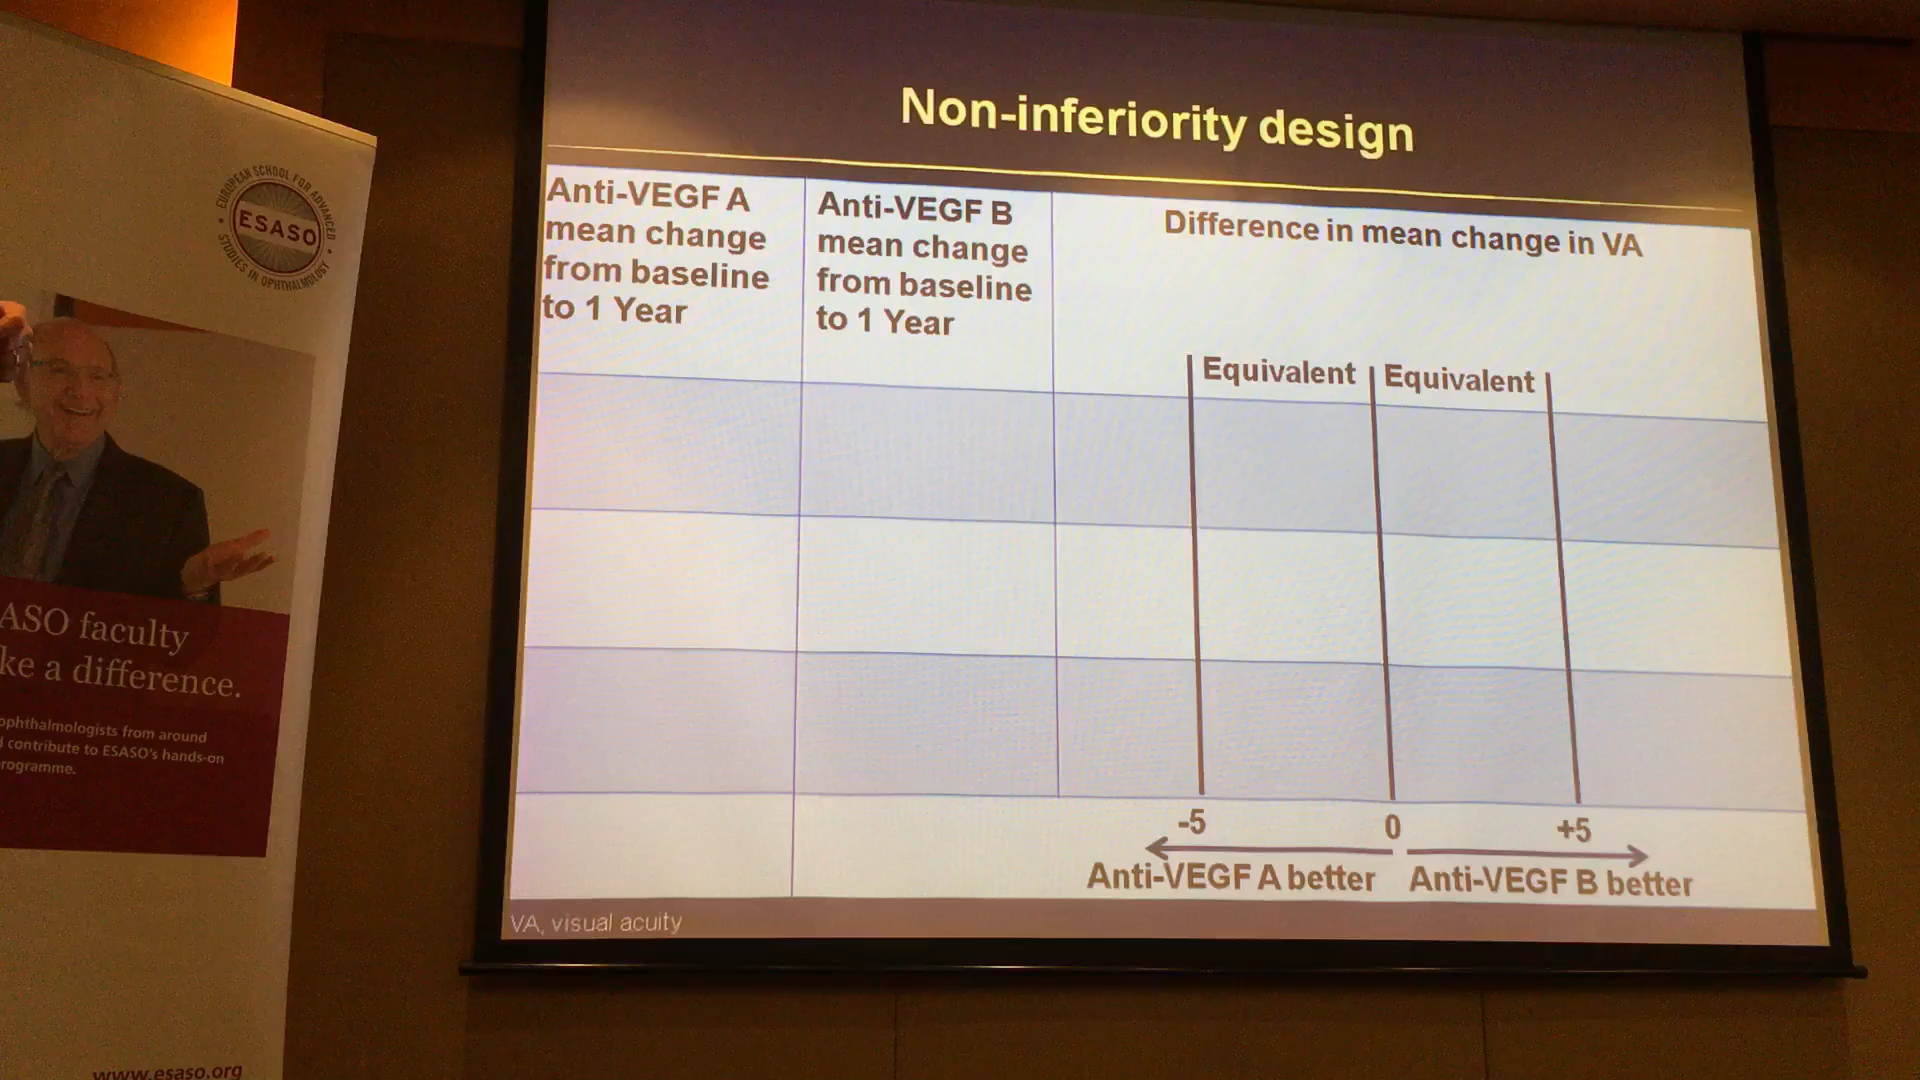 EUROPEAN SCHOOL FOR ADVANCED
ESASO
STUDIES IN OPHTHALMOLOGY
ASO faculty
ke a difference.
ophthalmologists from around
contribute to ESASO's hands-on
rogramme.
www.esaso.org
Non-inferiority design
Anti-VEGF A
mean change
from baseline
to 1 Year
Anti-VEGF B
mean change
from baseline
to 1 Year
Difference in mean change in VA
Equivalent
Equivalent
-5
0
+5
Anti-VEGF A better
Anti-VEGF B better
VA, visual acuity